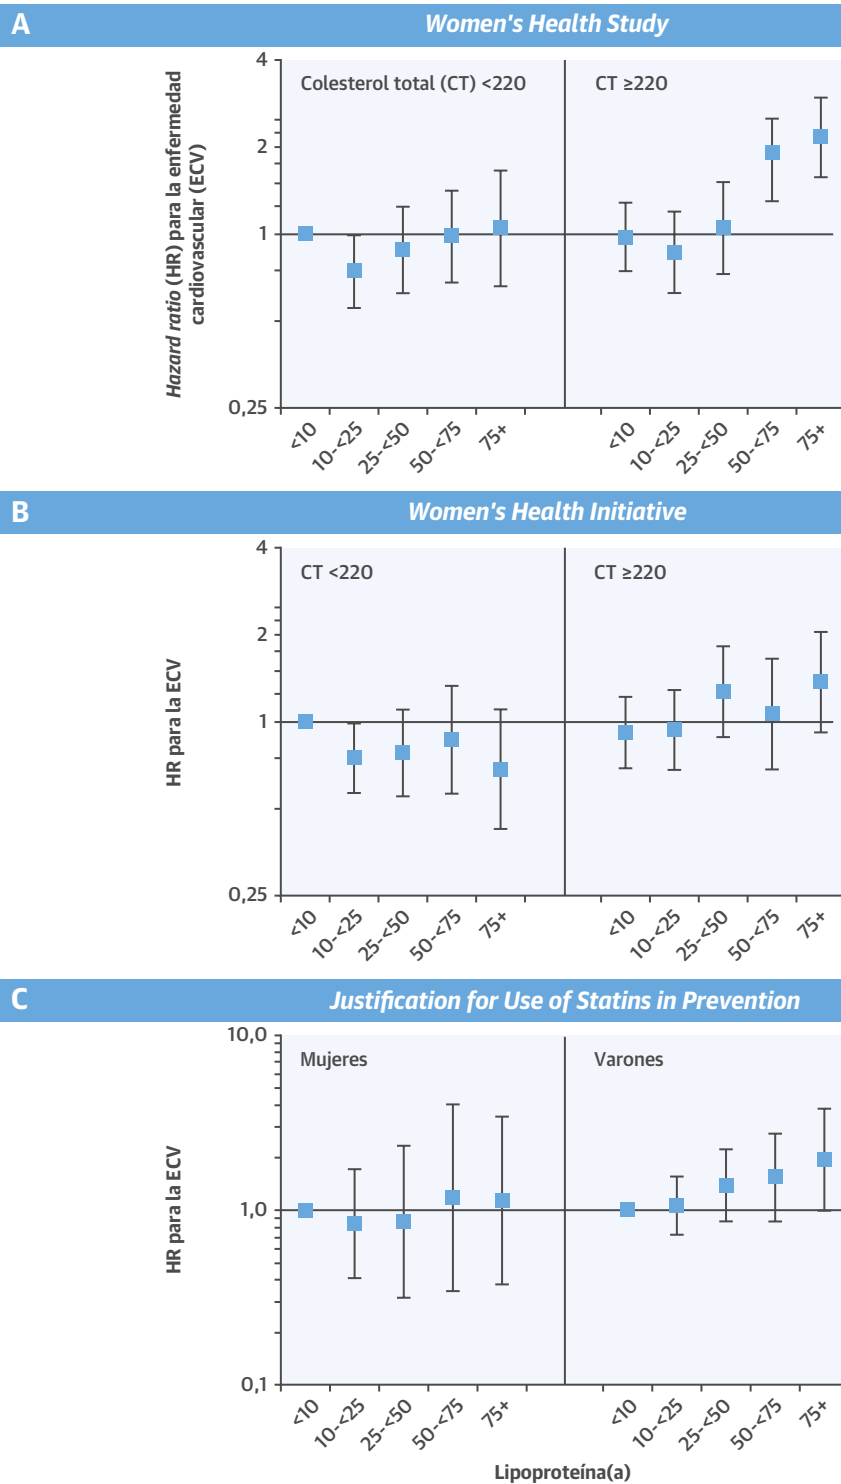 A
Women's Health Study
Hazard ratio (HR) para la enfermedad
cardiovascular (ECV)
4
2
1
0,25
Colesterol total (CT) <220
CT ≥220
<10
10-<25
25-<50
50-<75
75+
<10
10-<25
25-<50
50-<75
75+
B
Women's Health Initiative
HR para la ECV
4
2
1
0,25
CT <220
CT ≥220
<10
10-<25
25-<50
50-<75
75+
<10
10-<25
25-<50
50-<75
75+
C
Justification for Use of Statins in Prevention
HR para la ECV
10,0
1,0
0,1
Mujeres
Varones
<10
10-<25
25-<50
50-<75
75+
<10
10-<25
25-<50
50-<75
75+
Lipoproteína(a)